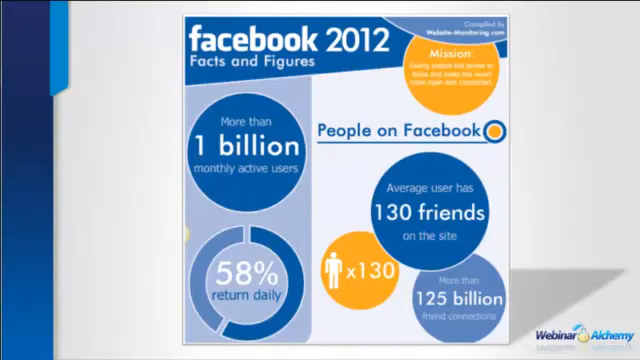 facebook 2012
Facts and Figures
Compiled by
Website-Monitoring.com
Mission:
Giving people the power to
share and make the world
more open and connected.
More than
1 billion
monthly active users
People on Facebook
Average user has
130 friends
on the site
58%
return daily
x130
More than
125 billion
friend connections
Webinar Alchemy